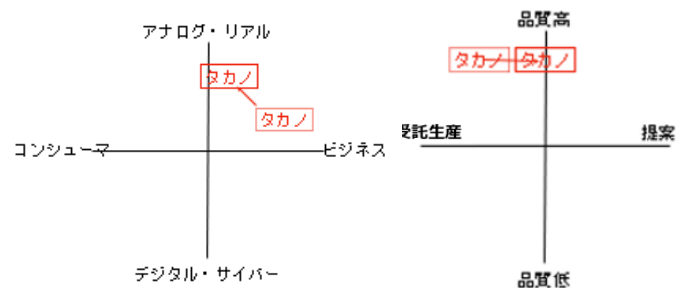 アナログ・リアル
タカノ
タカノ
コンシューマ
ビジネス
デジタル・サイバー
品質高
タカノ
タカノ
受託生産
提案
品質低